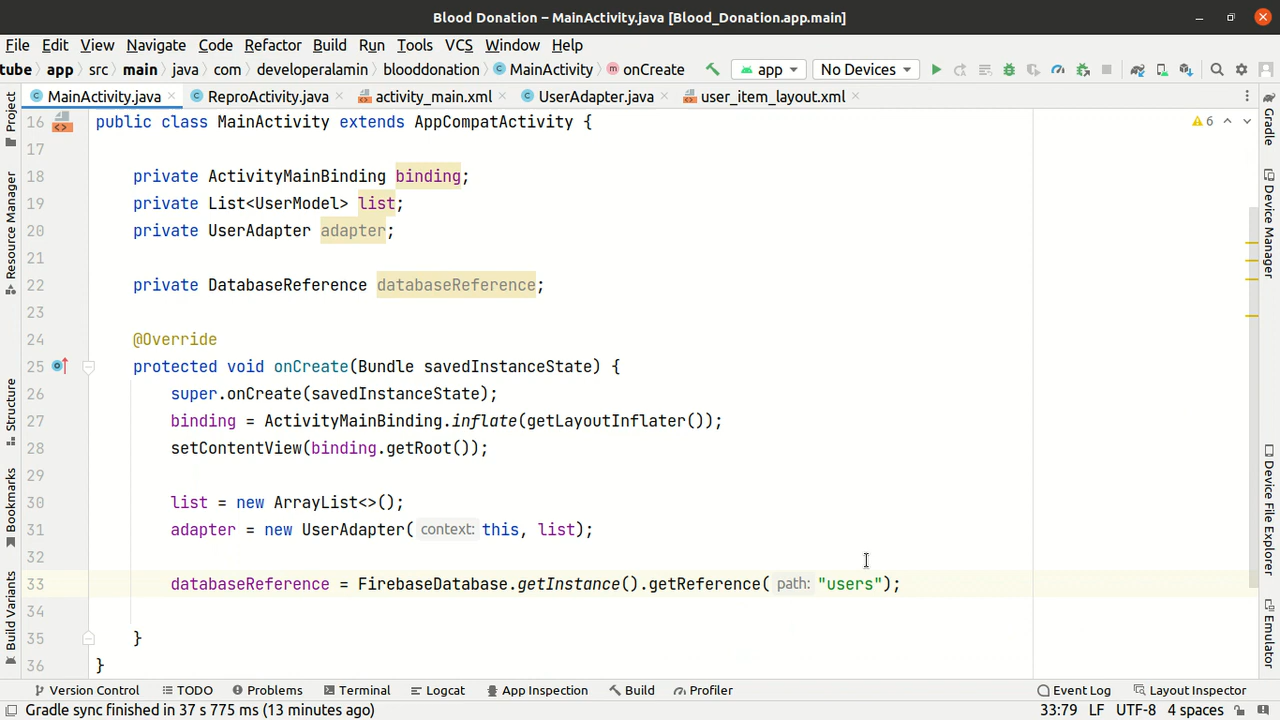 Blood Donation – MainActivity.java [Blood_Donation.app.main]
File Edit View Navigate Code Refactor Build Run Tools VCS Window Help
tube app src main java com developeralamin blooddonation MainActivity onCreate app No Devices
MainActivity.java ReproActivity.java activity_main.xml UserAdapter.java user_item_layout.xml
Project
Resource Manager
Structure
Bookmarks
Build Variants
6
16 public class MainActivity extends AppCompatActivity {
17
18 private ActivityMainBinding binding;
19 private List<UserModel> list;
20 private UserAdapter adapter;
21
22 private DatabaseReference databaseReference;
23
24 @Override
25 protected void onCreate(Bundle savedInstanceState) {
26 super.onCreate(savedInstanceState);
27 binding = ActivityMainBinding.inflate(getLayoutInflater());
28 setContentView(binding.getRoot());
29
30 list = new ArrayList<>();
31 adapter = new UserAdapter( context: this, list);
32
33 databaseReference = FirebaseDatabase.getInstance().getReference( path: "users");
34
35 }
36 }
Gradle
Device Manager
Device File Explorer
Emulator
Version Control TODO Problems Terminal Logcat App Inspection Build Profiler Event Log Layout Inspector
Gradle sync finished in 37 s 775 ms (13 minutes ago) 33:79 LF UTF-8 4 spaces